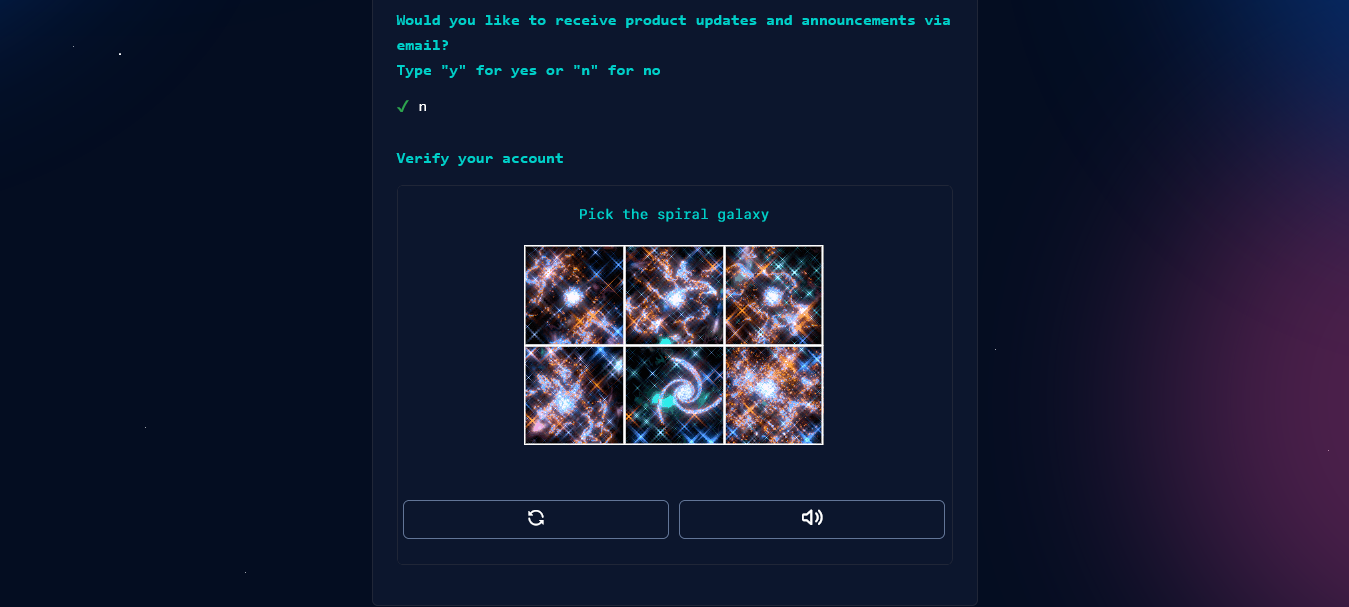 Would you like to receive product updates and announcements via
email?
Type "y" for yes or "n" for no
✓ n
Verify your account
Pick the spiral galaxy